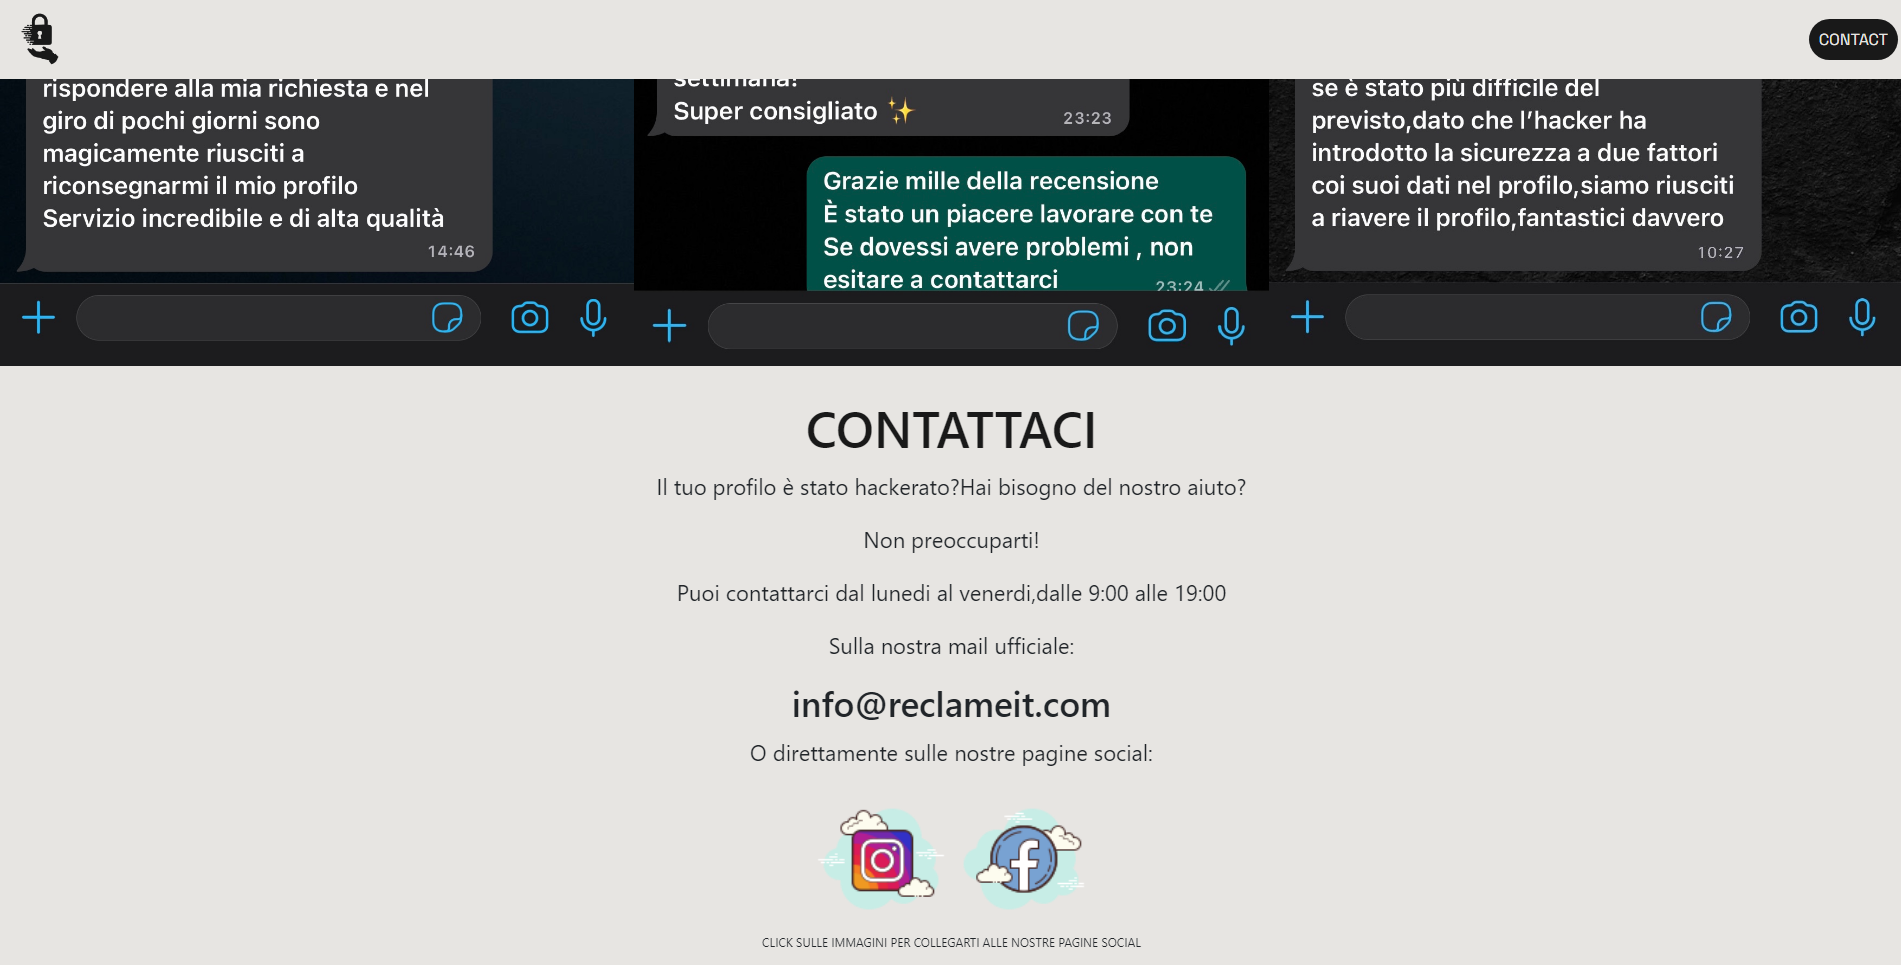 CONTACT
rispondere alla mia richiesta e nel
giro di pochi giorni sono
magicamente riusciti a
riconsegnarmi il mio profilo
Servizio incredibile e di alta qualità
14:46
settimana!
Super consigliato ✨
23:23
Grazie mille della recensione
È stato un piacere lavorare con te
Se dovessi avere problemi , non
esitare a contattarci
23:24
se è stato più difficile del
previsto,dato che l’hacker ha
introdotto la sicurezza a due fattori
coi suoi dati nel profilo,siamo riusciti
a riavere il profilo,fantastici davvero
10:27
CONTATTACI
Il tuo profilo è stato hackerato?Hai bisogno del nostro aiuto?
Non preoccuparti!
Puoi contattarci dal lunedi al venerdi,dalle 9:00 alle 19:00
Sulla nostra mail ufficiale:
info@reclameit.com
O direttamente sulle nostre pagine social:
CLICK SULLE IMMAGINI PER COLLEGARTI ALLE NOSTRE PAGINE SOCIAL